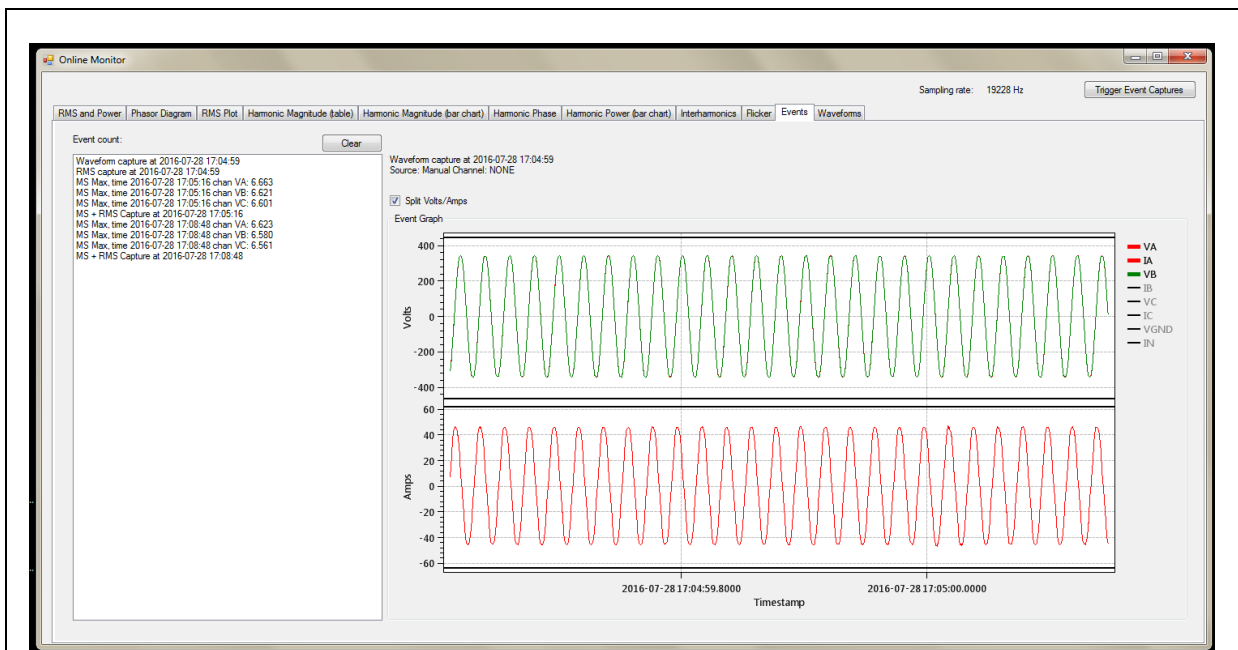 Online Monitor
Sampling rate: 19228 Hz
Trigger Event Captures
RMS and Power Phasor Diagram RMS Plot Harmonic Magnitude (table) Harmonic Magnitude (bar chart) Harmonic Phase Harmonic Power (bar chart) Interharmonics Flicker Events Waveforms
Event count:
Clear
Waveform capture at 2016-07-28 17:04:59
RMS capture at 2016-07-28 17:04:59
MS Max, time 2016-07-28 17:05:16 chan VA: 6.663
MS Max, time 2016-07-28 17:05:16 chan VB: 6.621
MS Max, time 2016-07-28 17:05:16 chan VC: 6.601
MS + RMS Capture at 2016-07-28 17:05:16
MS Max, time 2016-07-28 17:08:48 chan VA: 6.623
MS Max, time 2016-07-28 17:08:48 chan VB: 6.580
MS Max, time 2016-07-28 17:08:48 chan VC: 6.561
MS + RMS Capture at 2016-07-28 17:08:48
Waveform capture at 2016-07-28 17:04:59
Source: Manual Channel: NONE
Split Volts/Amps
Event Graph
400
200
0
-200
-400
Volts
60
40
20
0
-20
-40
-60
Amps
2016-07-28 17:04:59.8000
2016-07-28 17:05:00.0000
Timestamp
VA
IA
VB
IB
VC
IC
VGND
IN